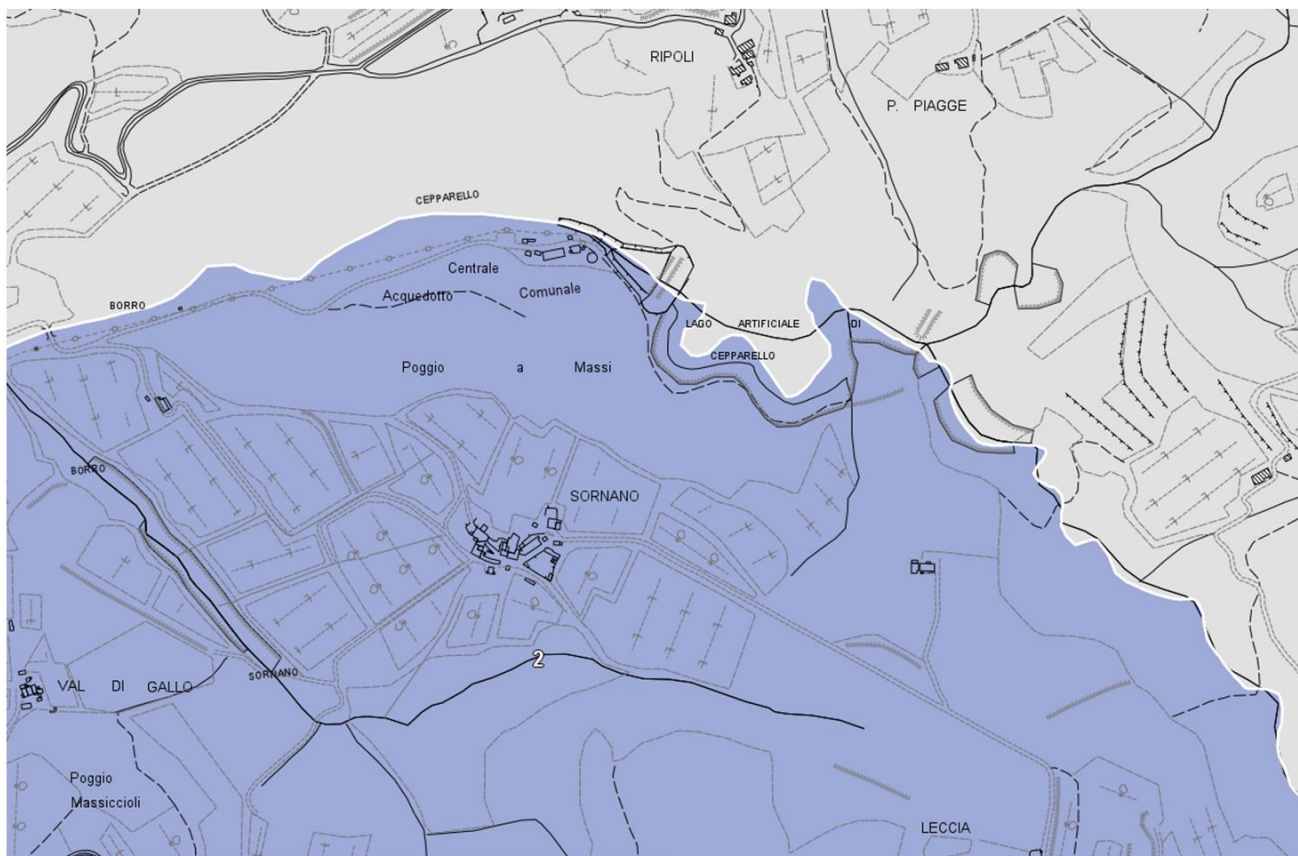 RIPOLI
P. PIAGGE
CEPPARELLO
Centrale
Acquedotto Comunale
BORRO
LAGO ARTIFICIALE DI
CEPPARELLO
Poggio a Massi
BORRO
SORNANO
2
SORNANO
VAL DI GALLO
Poggio
Massiccioli
LECCIA